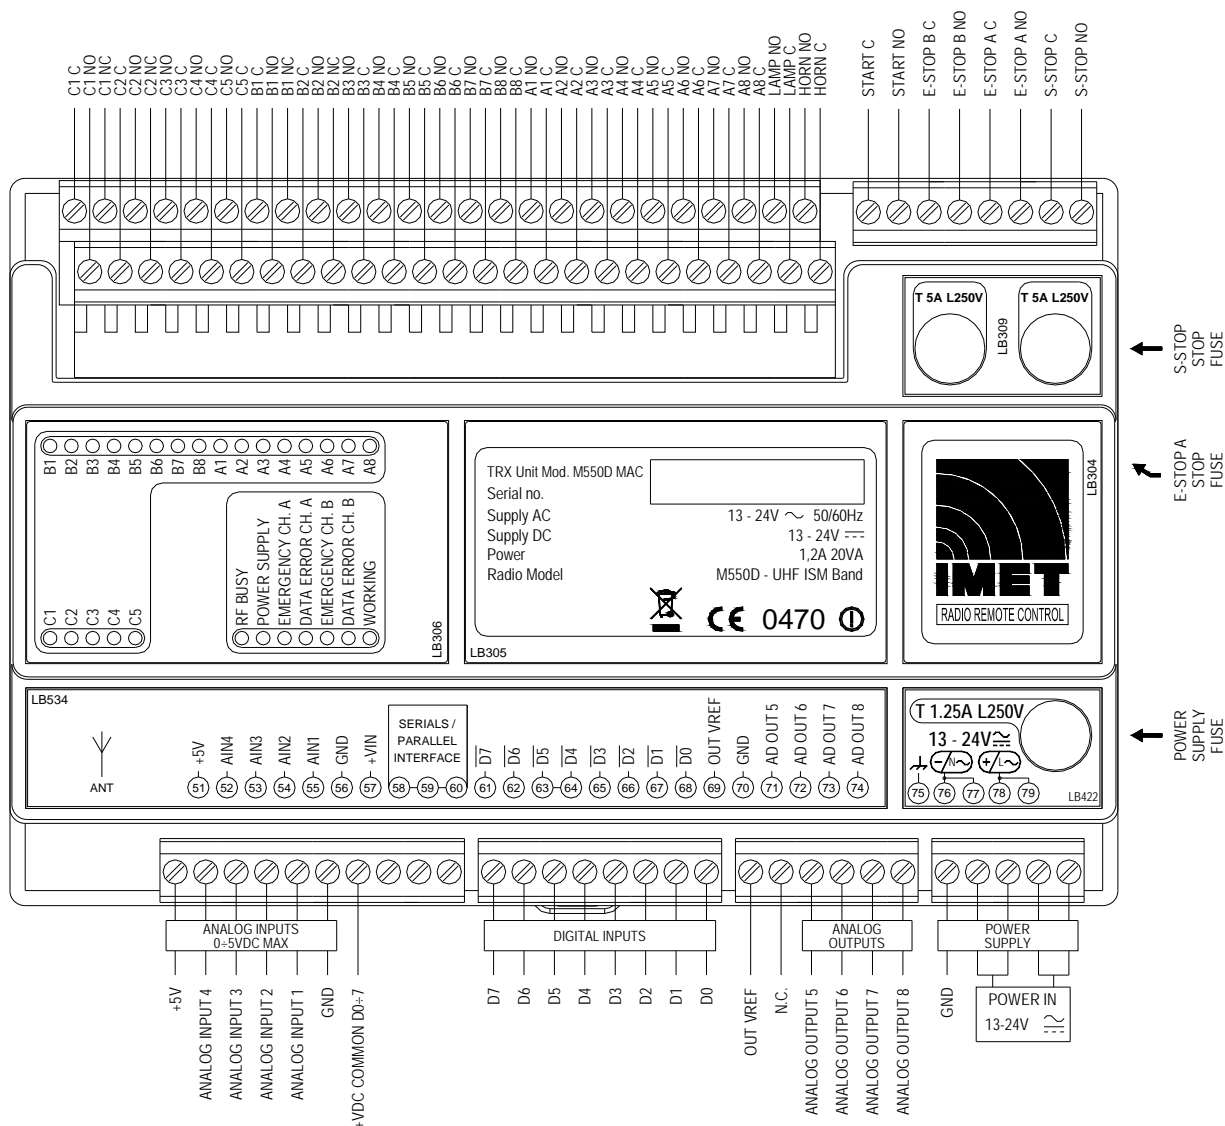 C1 C
C1 NO
C1 NC
C2 C
C2 NO
C2 NC
C3 NO
C3 C
C4 NO
C4 C
C5 NO
C5 C
B1 C
B1 NO
B1 NC
B2 C
B2 NO
B2 NC
B3 NO
B3 C
B4 NO
B4 C
B5 NO
B5 C
B6 NO
B6 C
B7 NO
B7 C
B8 NO
B8 C
A1 NO
A1 C
A2 NO
A2 C
A3 NO
A3 C
A4 NO
A4 C
A5 NO
A5 C
A6 NO
A6 C
A7 NO
A7 C
A8 NO
A8 C
LAMP NO
LAMP C
HORN NO
HORN C
START C
START NO
E-STOP B C
E-STOP B NO
E-STOP A C
E-STOP A NO
S-STOP C
S-STOP NO
T 5A L250V
LB309
T 5A L250V
S-STOP
STOP
FUSE
B1
B2
B3
B4
B5
B6
B7
B8
A1
A2
A3
A4
A5
A6
A7
A8
C1
C2
C3
C4
C5
RF BUSY
POWER SUPPLY
EMERGENCY CH. A
DATA ERROR CH. A
EMERGENCY CH. B
DATA ERROR CH. B
WORKING
LB306
TRX Unit Mod. M550D MAC
Serial no.
Supply AC 13 - 24V ~ 50/60Hz
Supply DC 13 - 24V ⎓
Power 1,2A 20VA
Radio Model M550D - UHF ISM Band
CE 0470
LB305
LB304
IMET
RADIO REMOTE CONTROL
E-STOP A
STOP
FUSE
LB534
ANT
+5V
AIN4
AIN3
AIN2
AIN1
GND
+VIN
SERIALS /
PARALLEL
INTERFACE
D7
D6
D5
D4
D3
D2
D1
D0
OUT VREF
GND
AD OUT 5
AD OUT 6
AD OUT 7
AD OUT 8
51 52 53 54 55 56 57 58 59 60 61 62 63 64 65 66 67 68 69 70 71 72 73 74
T 1.25A L250V
13 - 24V
-/N~ +/L~
75 76 77 78 79
LB422
POWER
SUPPLY
FUSE
ANALOG INPUTS
0÷5VDC MAX
DIGITAL INPUTS
ANALOG
OUTPUTS
POWER
SUPPLY
+5V
ANALOG INPUT 4
ANALOG INPUT 3
ANALOG INPUT 2
ANALOG INPUT 1
GND
+VDC COMMON D0÷7
D7
D6
D5
D4
D3
D2
D1
D0
OUT VREF
N.C.
ANALOG OUTPUT 5
ANALOG OUTPUT 6
ANALOG OUTPUT 7
ANALOG OUTPUT 8
GND
POWER IN
13-24V